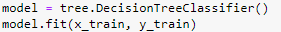 model = tree.DecisionTreeClassifier()
model.fit(x_train, y_train)